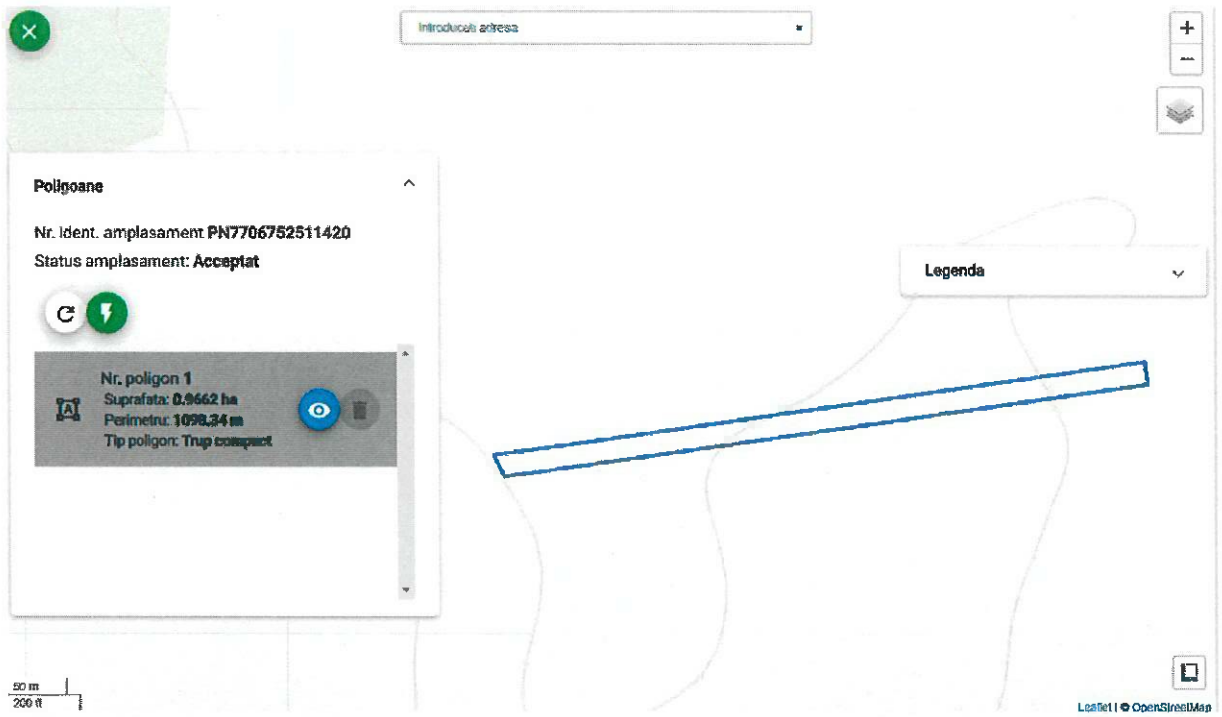 Introduceti adresa
+
Poligoane
Nr. Ident. amplasament PN7706752511420
Status amplasament: Acceptat
Legenda
Nr. poligon 1
Suprafata: 0.9662 ha
Perimetru: 1098.34 m
Tip poligon: Trup compact
50 m
200 ft
Leaflet | © OpenStreetMap